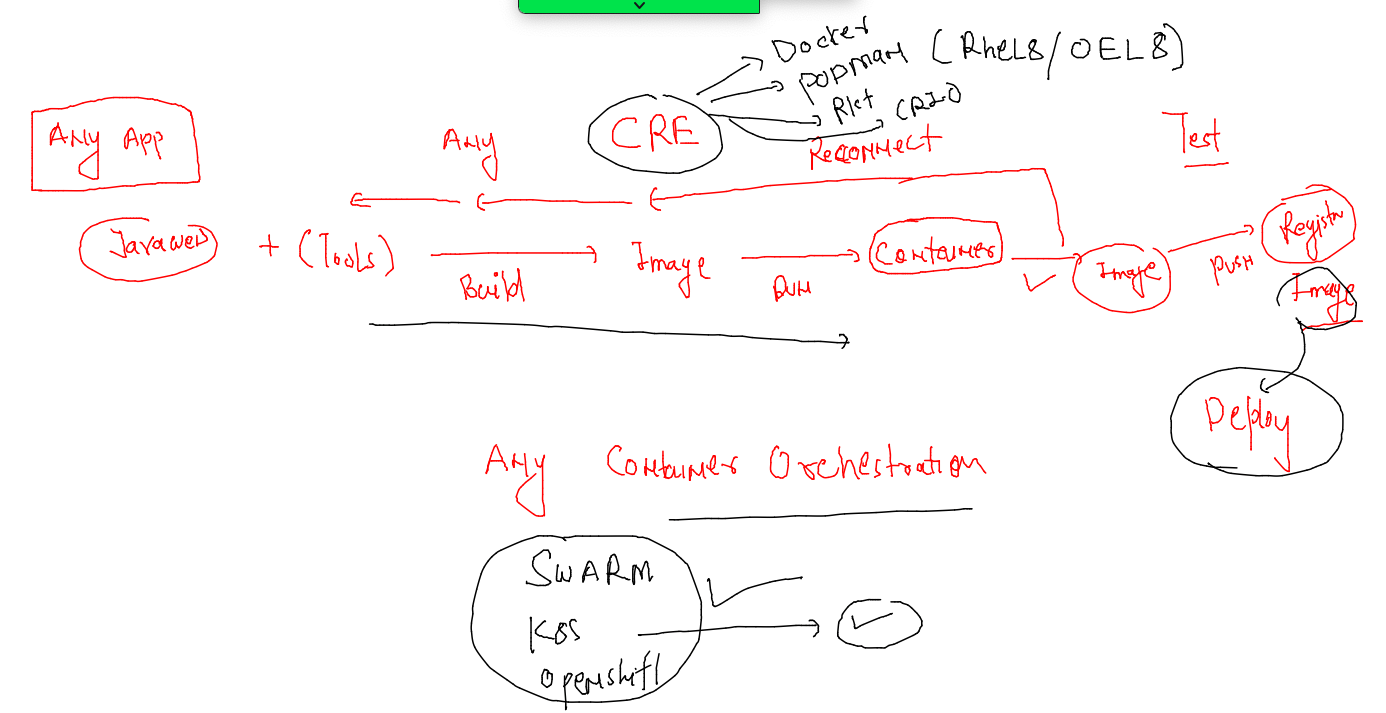 Docker
POPMAN (Rhel8/OEL8)
Rkt CRIO
CRE
Any App
Any
Reconnect
Test
Javaweb + (Tools)
Build
Image
run
Container
Image
push
Registr
Image
Deploy
Any Container Orchestration
SWARM
K8S
openshift